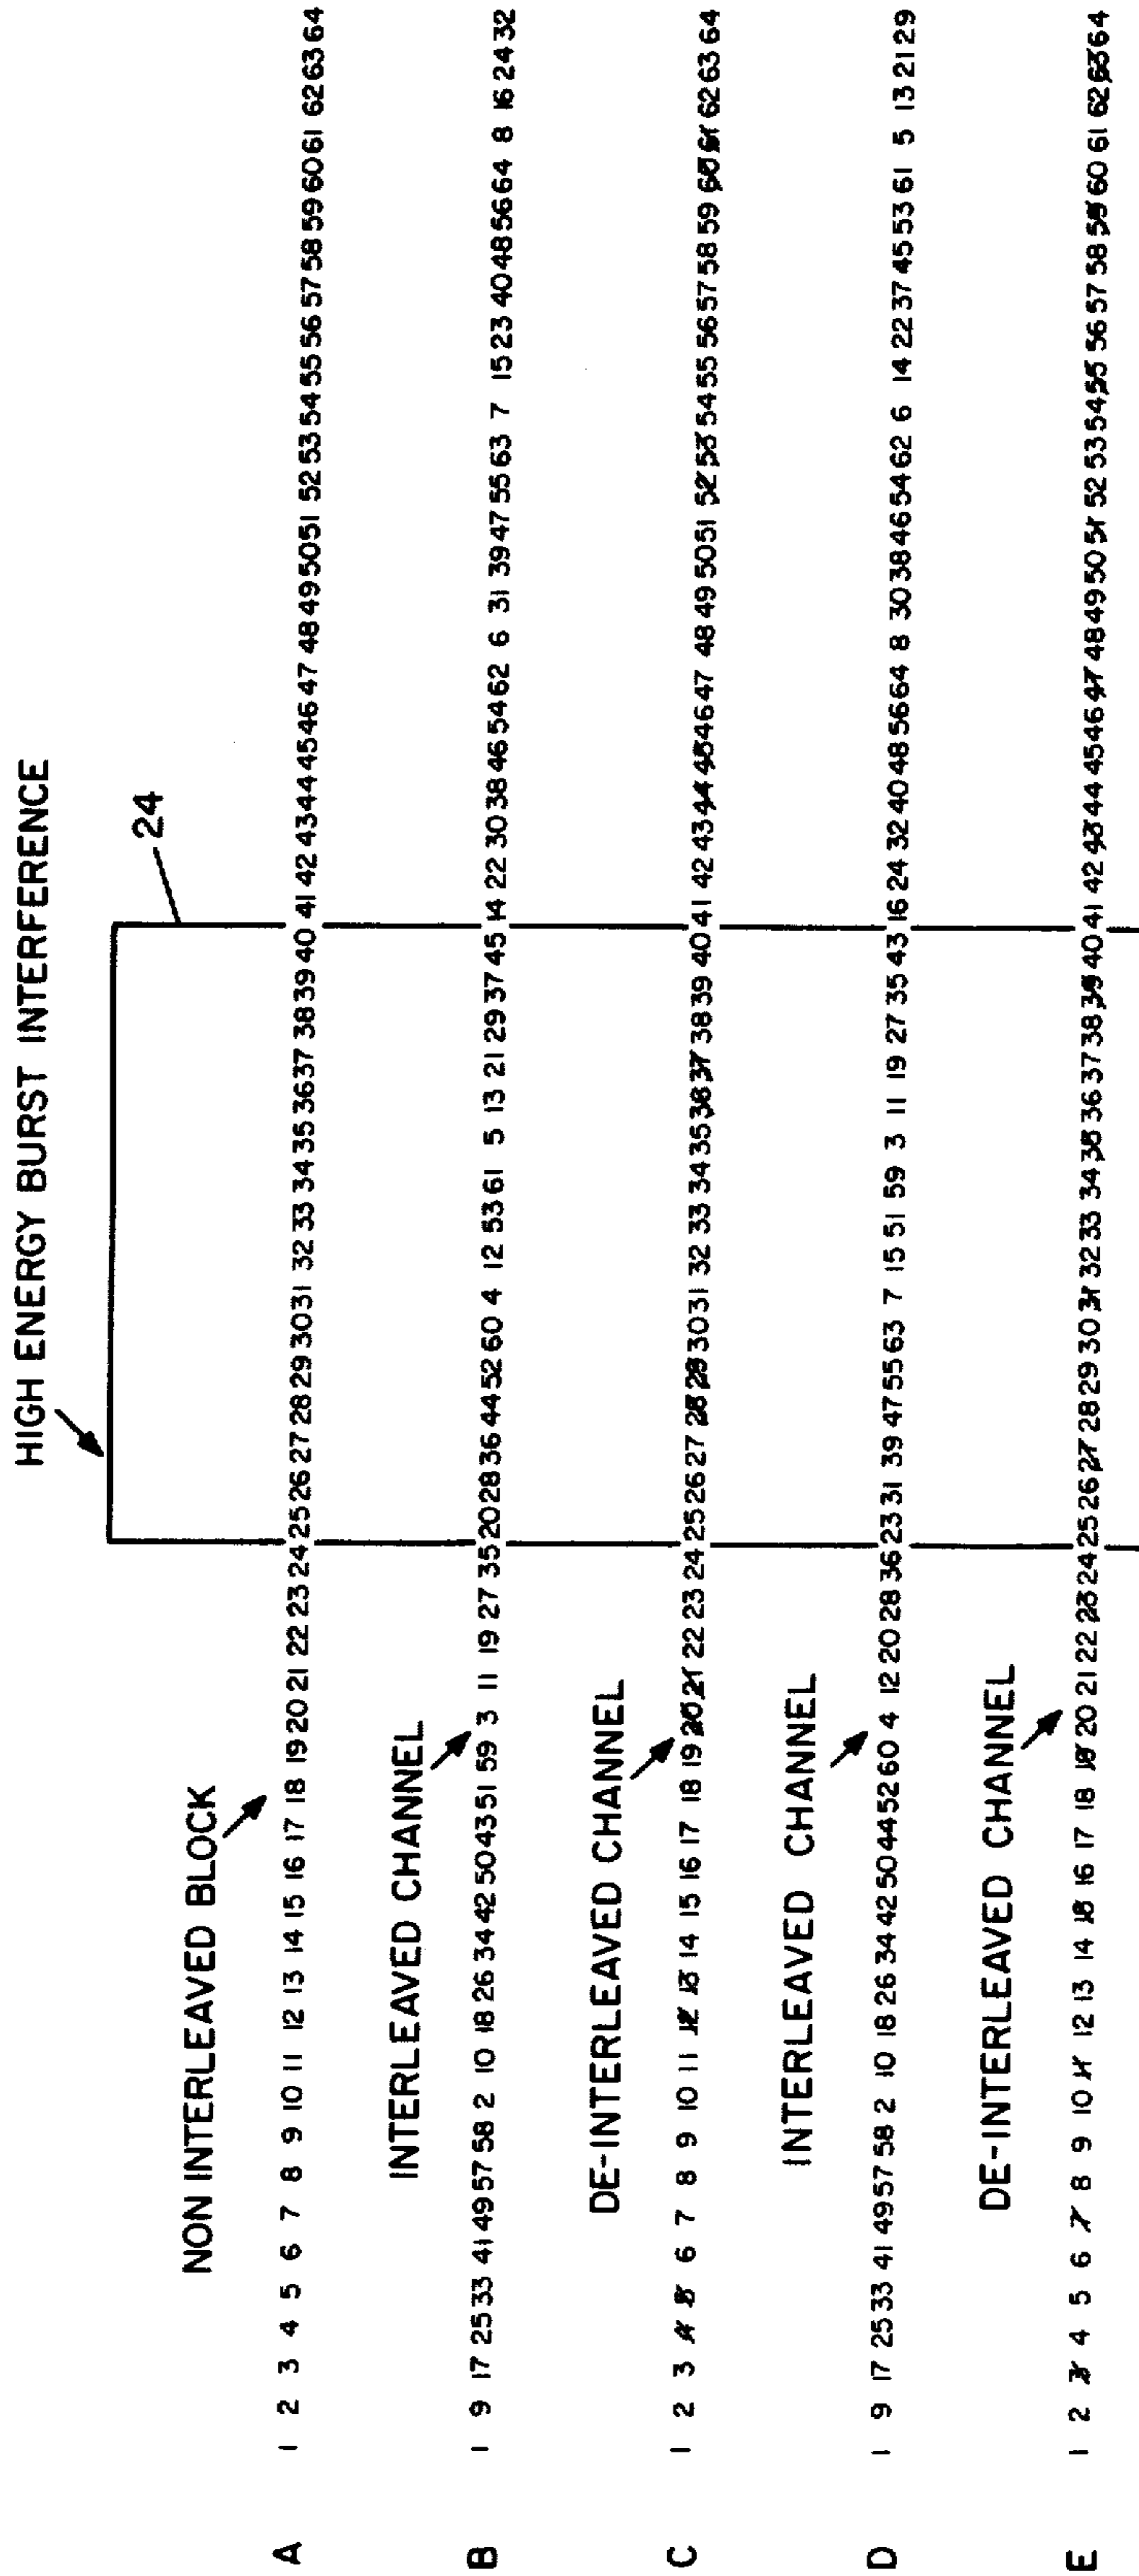 HIGH ENERGY BURST INTERFERENCE
24
NON INTERLEAVED BLOCK
A 1 2 3 4 5 6 7 8 9 10 11 12 13 14 15 16 17 18 19 20 21 22 23 24 25 26 27 28 29 30 31 32 33 34 35 36 37 38 39 40 41 42 43 44 45 46 47 48 49 50 51 52 53 54 55 56 57 58 59 60 61 62 63 64
INTERLEAVED CHANNEL
B 1 9 17 25 33 41 49 57 58 2 10 18 26 34 42 50 43 51 59 3 11 19 27 35 20 28 36 44 52 60 4 12 53 61 5 13 21 29 37 45 14 22 30 38 46 54 62 6 31 39 47 55 63 7 15 23 40 48 56 64 8 16 24 32
DE-INTERLEAVED CHANNEL
C 1 2 3 4 5 6 7 8 9 10 11 12 13 14 15 16 17 18 19 20 21 22 23 24 25 26 27 28 29 30 31 32 33 34 35 36 37 38 39 40 41 42 43 44 45 46 47 48 49 50 51 52 53 54 55 56 57 58 59 60 61 62 63 64
INTERLEAVED CHANNEL
D 1 9 17 25 33 41 49 57 58 2 10 18 26 34 42 50 44 52 60 4 12 20 28 36 23 31 39 47 55 63 7 15 51 59 3 11 19 27 35 43 16 24 32 40 48 56 64 8 30 38 46 54 62 6 14 22 37 45 53 61 5 13 21 29
DE-INTERLEAVED CHANNEL
E 1 2 3 4 5 6 7 8 9 10 11 12 13 14 15 16 17 18 19 20 21 22 23 24 25 26 27 28 29 30 31 32 33 34 35 36 37 38 39 40 41 42 43 44 45 46 47 48 49 50 51 52 53 54 55 56 57 58 59 60 61 62 63 64